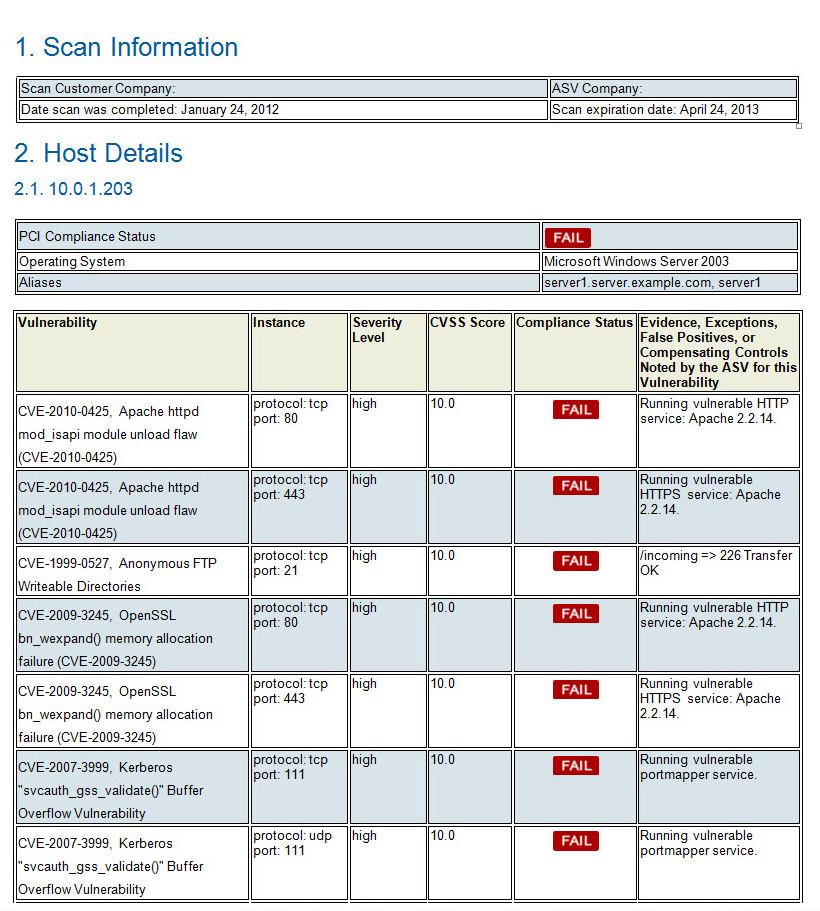 1. Scan Information
Scan Customer Company:
ASV Company:
Date scan was completed: January 24, 2012
Scan expiration date: April 24, 2013
2. Host Details
2.1. 10.0.1.203
PCI Compliance Status
FAIL
Operating System
Microsoft Windows Server 2003
Aliases
server1.server.example.com, server1
Vulnerability
Instance
Severity
Level
CVSS Score
Compliance Status
Evidence, Exceptions,
False Positives, or
Compensating Controls
Noted by the ASV for this
Vulnerability
CVE-2010-0425, Apache httpd
mod_isapi module unload flaw
(CVE-2010-0425)
protocol: tcp
port: 80
high
10.0
FAIL
Running vulnerable HTTP
service: Apache 2.2.14.
CVE-2010-0425, Apache httpd
mod_isapi module unload flaw
(CVE-2010-0425)
protocol: tcp
port: 443
high
10.0
FAIL
Running vulnerable
HTTPS service: Apache
2.2.14.
CVE-1999-0527, Anonymous FTP
Writeable Directories
protocol: tcp
port: 21
high
10.0
FAIL
/incoming => 226 Transfer
OK
CVE-2009-3245, OpenSSL
bn_wexpand() memory allocation
failure (CVE-2009-3245)
protocol: tcp
port: 80
high
10.0
FAIL
Running vulnerable HTTP
service: Apache 2.2.14.
CVE-2009-3245, OpenSSL
bn_wexpand() memory allocation
failure (CVE-2009-3245)
protocol: tcp
port: 443
high
10.0
FAIL
Running vulnerable
HTTPS service: Apache
2.2.14.
CVE-2007-3999, Kerberos
"svcauth_gss_validate()" Buffer
Overflow Vulnerability
protocol: tcp
port: 111
high
10.0
FAIL
Running vulnerable
portmapper service.
CVE-2007-3999, Kerberos
"svcauth_gss_validate()" Buffer
Overflow Vulnerability
protocol: udp
port: 111
high
10.0
FAIL
Running vulnerable
portmapper service.